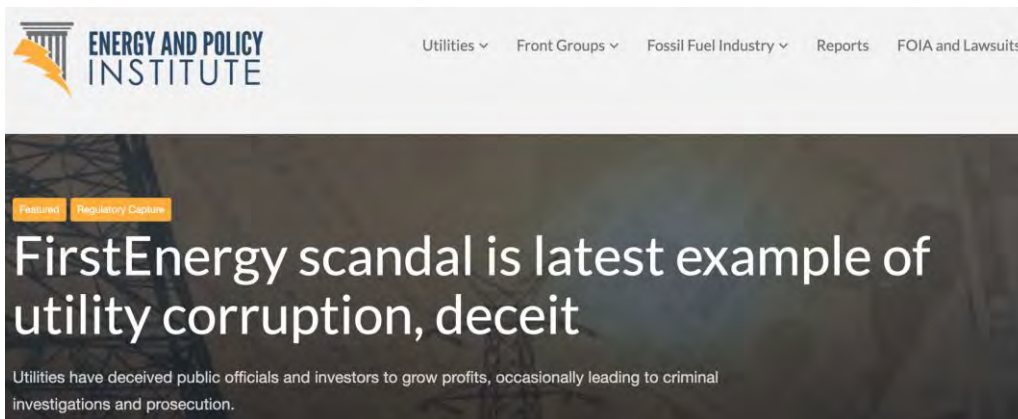 ENERGY AND POLICY
INSTITUTE
Utilities Front Groups Fossil Fuel Industry Reports FOIA and Lawsuits
Featured Regulatory Capture
FirstEnergy scandal is latest example of
utility corruption, deceit
Utilities have deceived public officials and investors to grow profits, occasionally leading to criminal
investigations and prosecution.